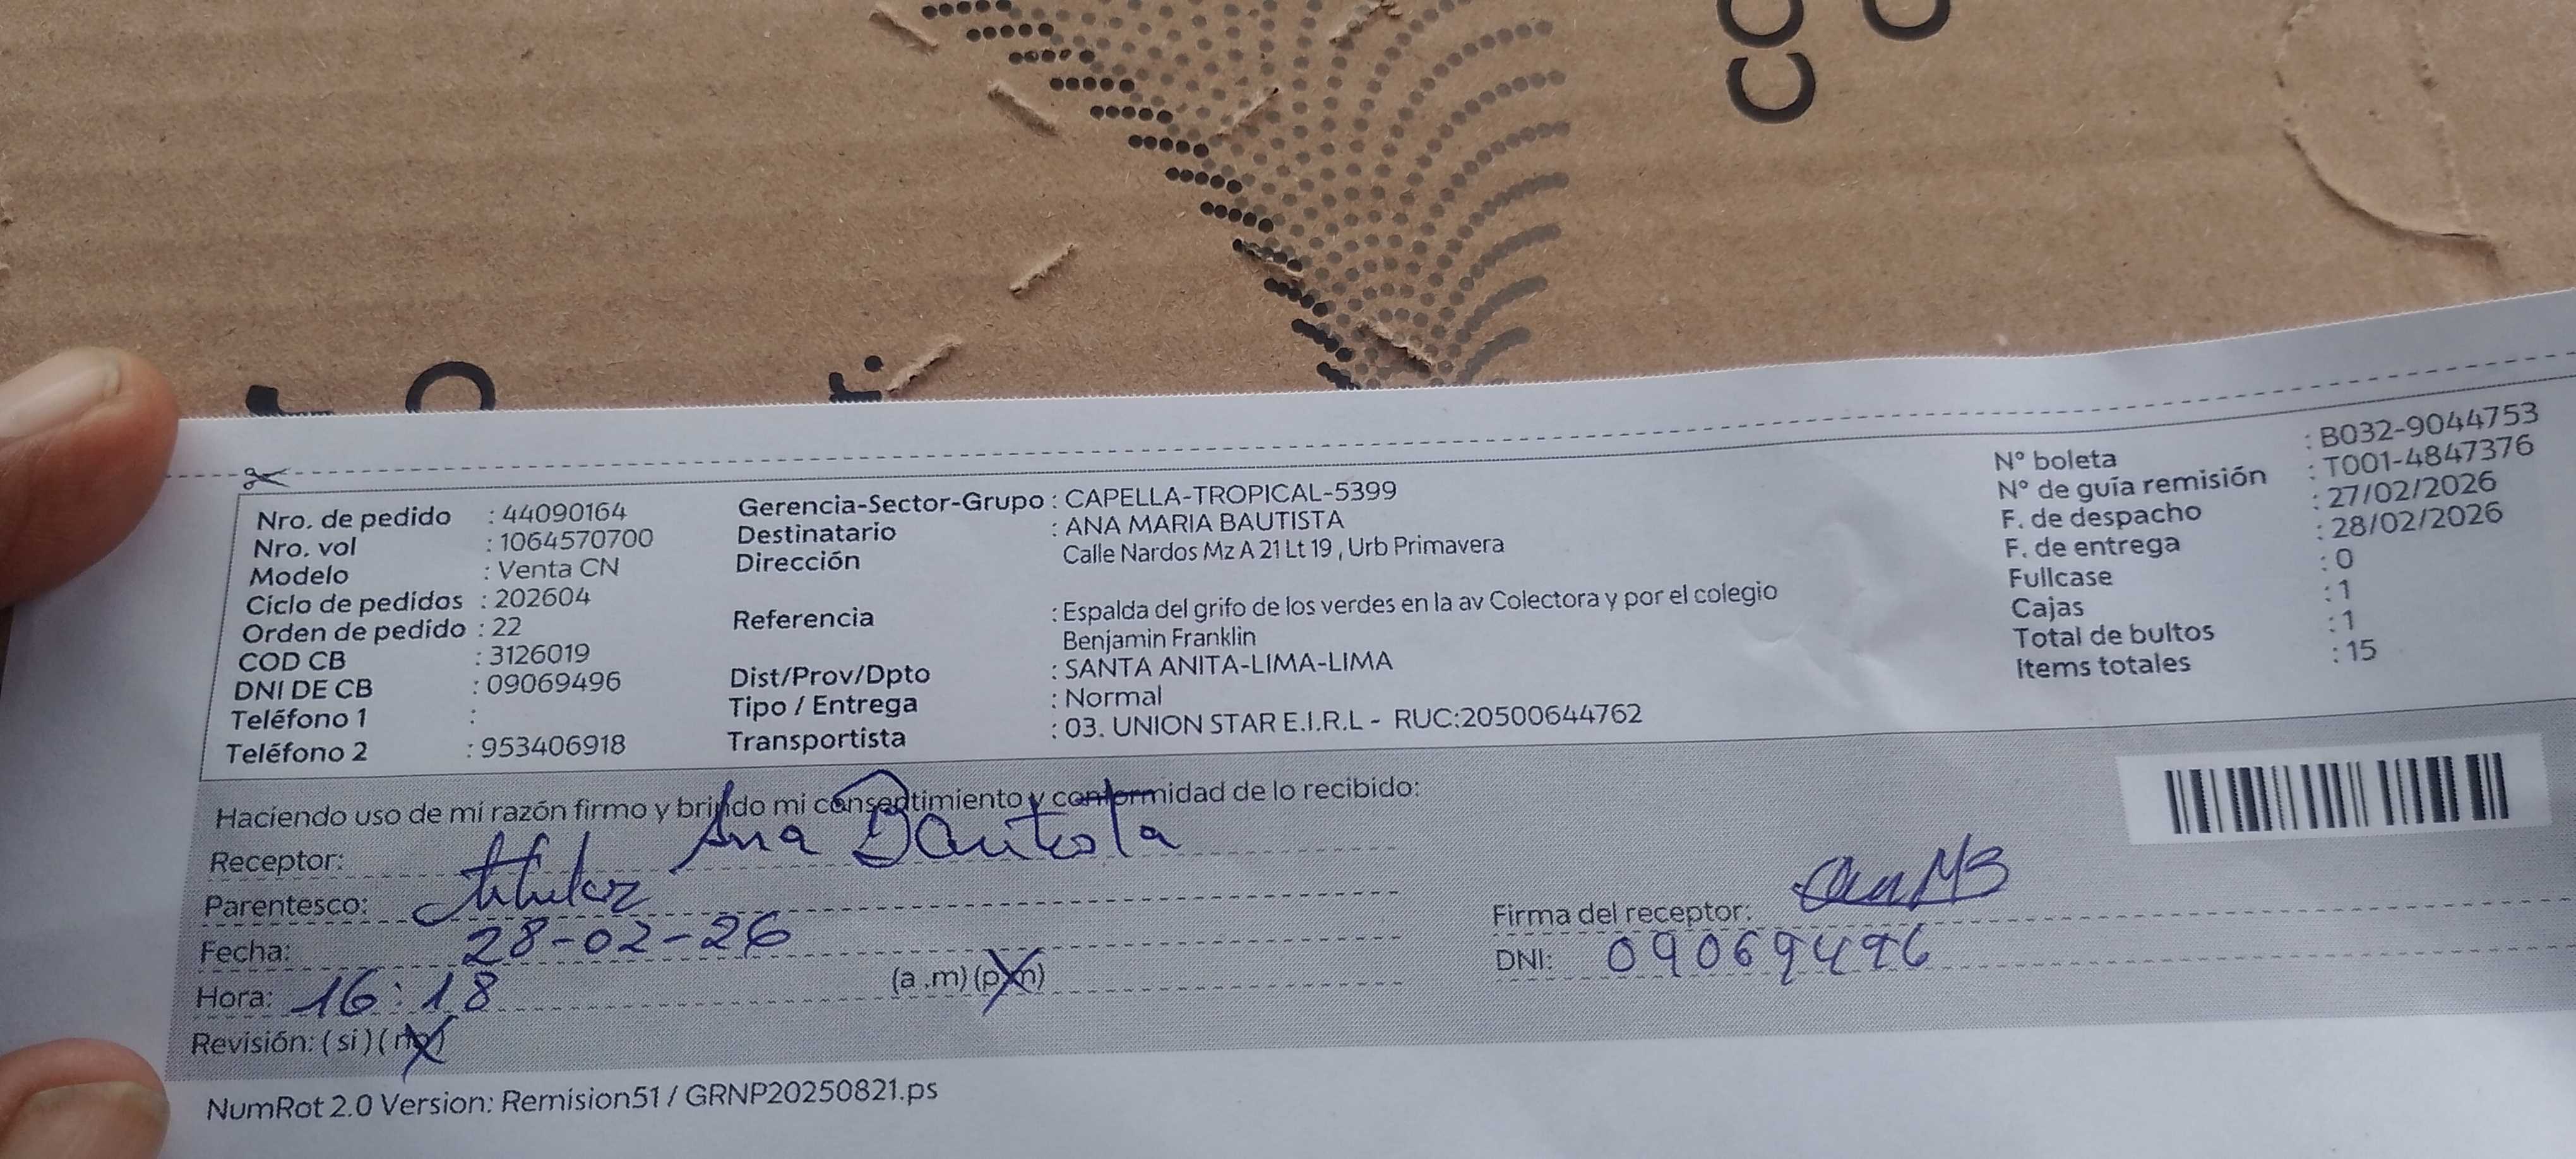 Nro. de pedido : 44090164
Nro. vol : 1064570700
Modelo : Venta CN
Ciclo de pedidos : 202604
Orden de pedido : 22
COD CB : 3126019
DNI DE CB : 09069496
Teléfono 1 :
Teléfono 2 : 953406918
Gerencia-Sector-Grupo : CAPELLA-TROPICAL-5399
Destinatario : ANA MARIA BAUTISTA
Dirección Calle Nardos Mz A 21 Lt 19 , Urb Primavera
Referencia : Espalda del grifo de los verdes en la av Colectora y por el colegio
Benjamin Franklin
Dist/Prov/Dpto : SANTA ANITA-LIMA-LIMA
Tipo / Entrega : Normal
Transportista : 03. UNION STAR E.I.R.L - RUC:20500644762
N° boleta : B032-9044753
N° de guía remisión : T001-4847376
F. de despacho : 27/02/2026
F. de entrega : 28/02/2026
Fullcase : 0
Cajas : 1
Total de bultos : 1
Items totales : 15
Haciendo uso de mi razón firmo y brindo mi consentimiento y conformidad de lo recibido:
Receptor: Ana Bautista
Parentesco: titular
Fecha: 28-02-26
Hora: 16:18 (a .m) (p.m)
Revisión: ( si ) ( no )
Firma del receptor:
DNI: 09069496
NumRot 2.0 Version: Remision51 / GRNP20250821.ps